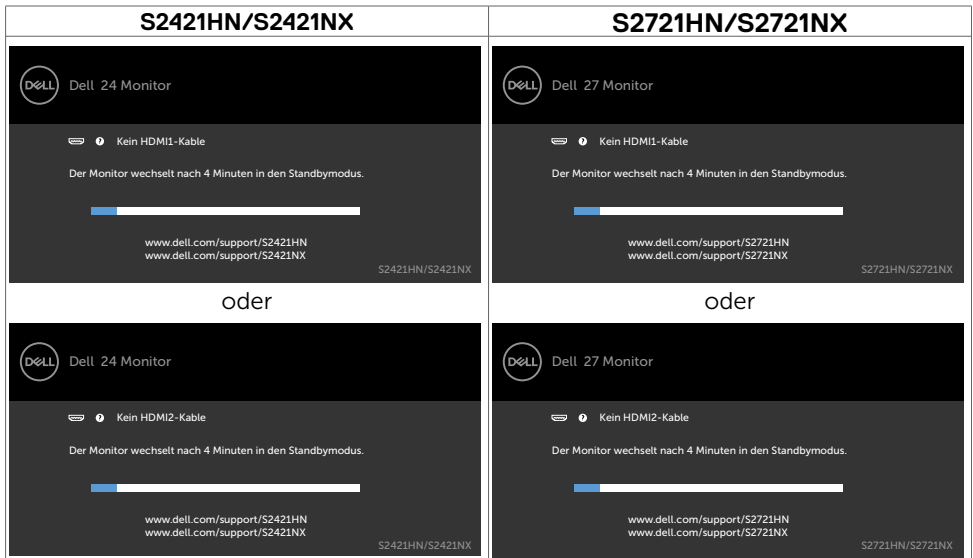 S2421HN/S2421NX
DELL Dell 24 Monitor
Kein HDMI1-Kable
Der Monitor wechselt nach 4 Minuten in den Standbymodus.
www.dell.com/support/S2421HN
www.dell.com/support/S2421NX
S2421HN/S2421NX
oder
DELL Dell 24 Monitor
Kein HDMI2-Kable
Der Monitor wechselt nach 4 Minuten in den Standbymodus.
www.dell.com/support/S2421HN
www.dell.com/support/S2421NX
S2421HN/S2421NX
S2721HN/S2721NX
DELL Dell 27 Monitor
Kein HDMI1-Kable
Der Monitor wechselt nach 4 Minuten in den Standbymodus.
www.dell.com/support/S2721HN
www.dell.com/support/S2721NX
S2721HN/S2721NX
oder
DELL Dell 27 Monitor
Kein HDMI2-Kable
Der Monitor wechselt nach 4 Minuten in den Standbymodus.
www.dell.com/support/S2721HN
www.dell.com/support/S2721NX
S2721HN/S2721NX